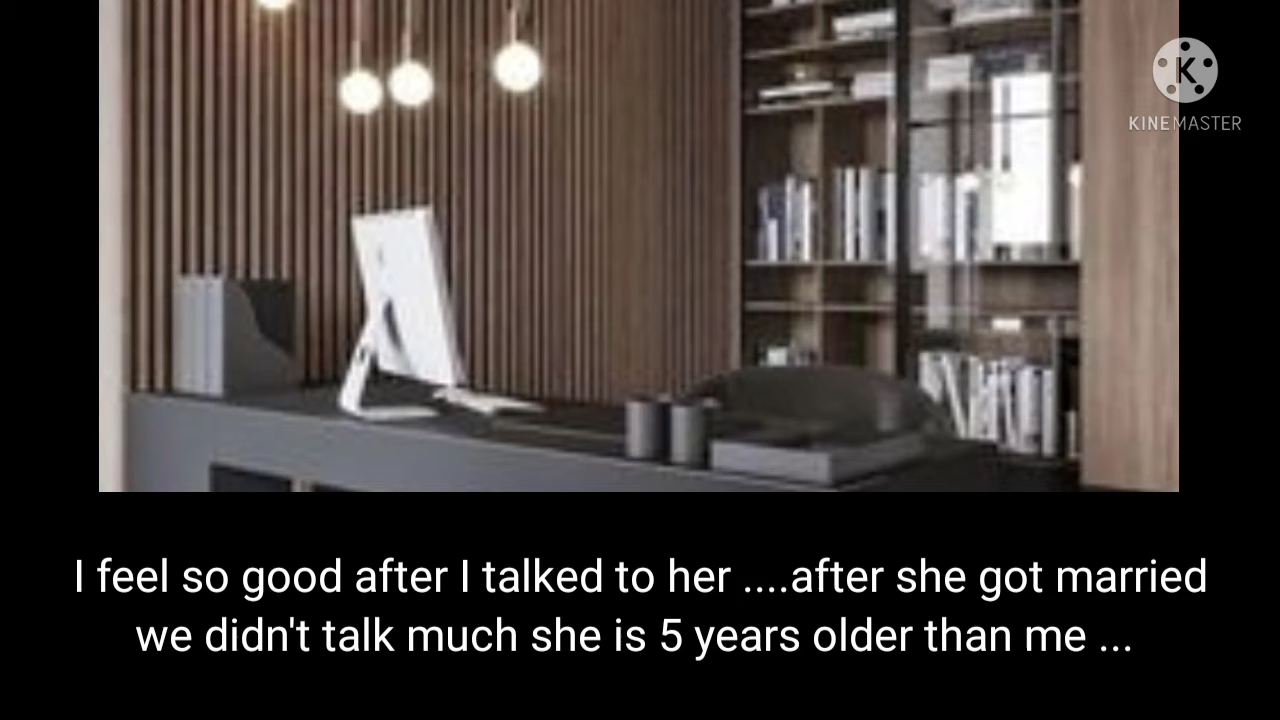 KINEMASTER
I feel so good after I talked to her ....after she got married
we didn't talk much she is 5 years older than me ...